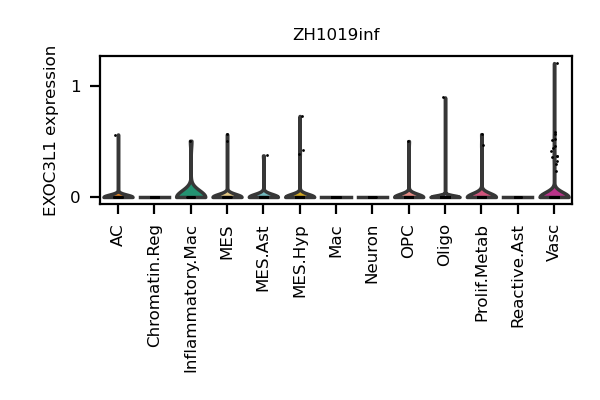 ZH1019inf
EXOC3L1 expression
1
0
AC
Chromatin.Reg
Inflammatory.Mac
MES
MES.Ast
MES.Hyp
Mac
Neuron
OPC
Oligo
Prolif.Metab
Reactive.Ast
Vasc